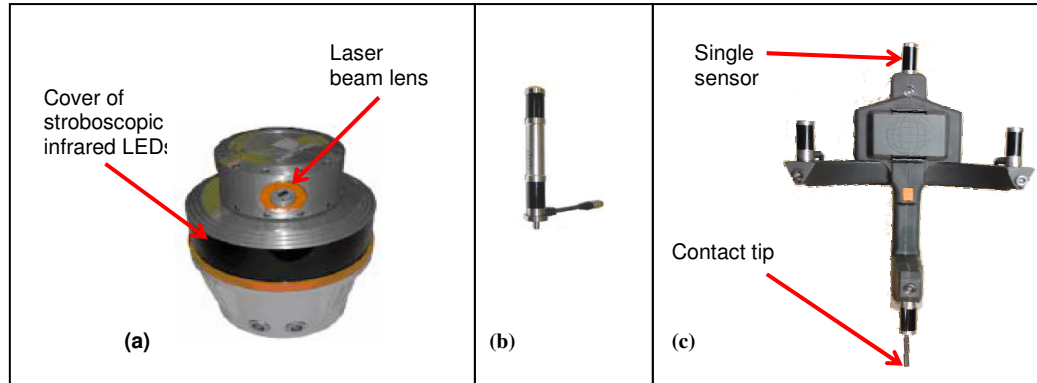 Laser
beam lens
Cover of
stroboscopic
infrared LEDs
(a)
(b)
Single
sensor
Contact tip
(c)